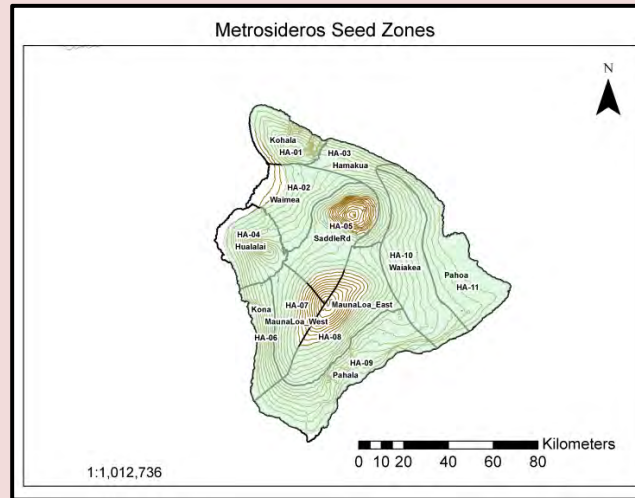 Metrosideros Seed Zones
N
Kohala
HA-01
HA-03
Hamakua
HA-02
Waimea
HA-05
SaddleRd
HA-04
Hualalai
HA-10
Waiakea
Pahoa
HA-11
Kona
HA-07
MaunaLoa_East
MaunaLoa_West
HA-06
HA-08
HA-09
Pahala
Kilometers
0 10 20 40 60 80
1:1,012,736